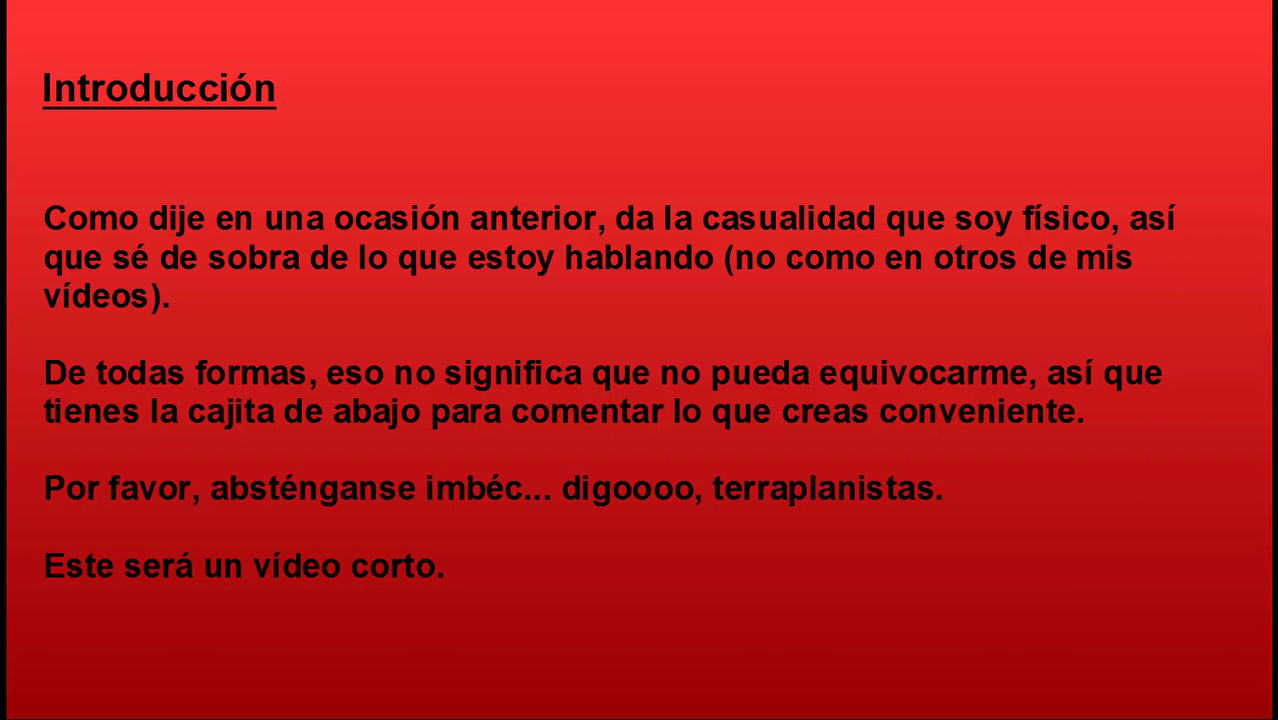 Introducción
Como dije en una ocasión anterior, da la casualidad que soy físico, así
que sé de sobra de lo que estoy hablando (no como en otros de mis
vídeos).
De todas formas, eso no significa que no pueda equivocarme, así que
tienes la cajita de abajo para comentar lo que creas conveniente.
Por favor, absténganse imbéc... digoooo, terraplanistas.
Este será un vídeo corto.